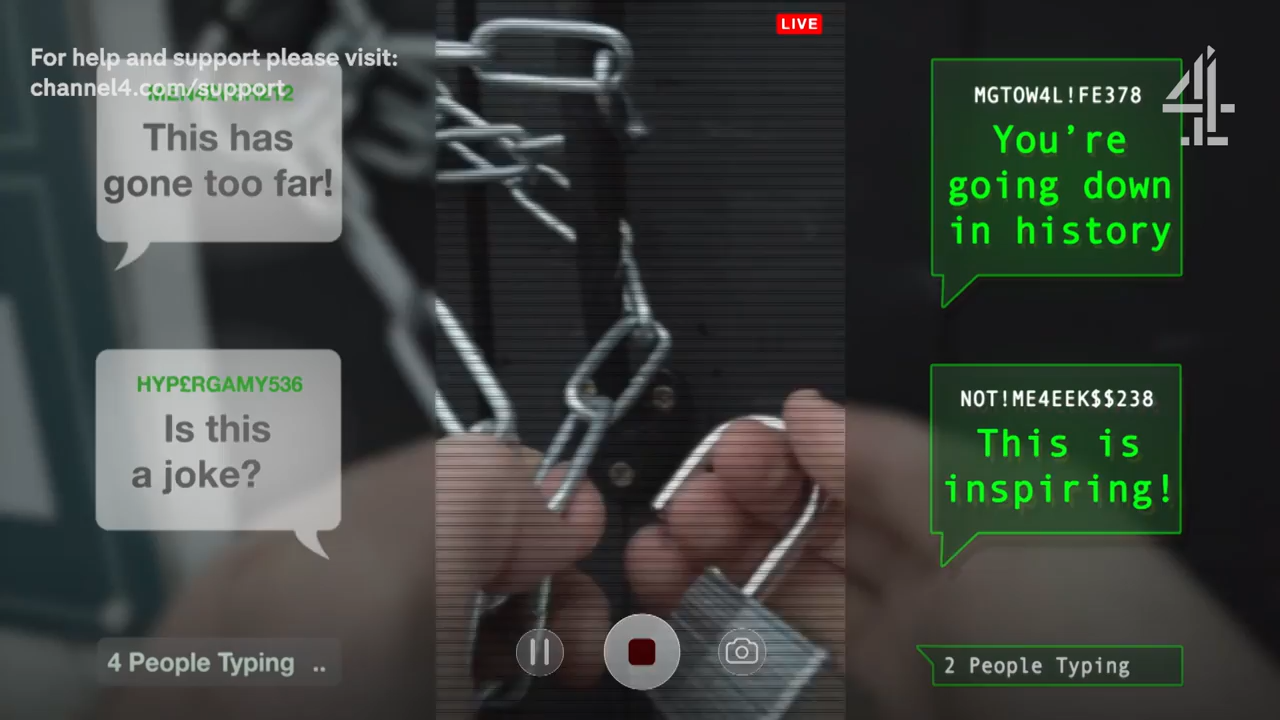 For help and support please visit:
channel4.com/support
This has
gone too far!
HYP£RGAMY536
Is this
a joke?
4 People Typing ..
LIVE
MGTOW4L!FE378
You’re
going down
in history
NOT!ME4EEK$$238
This is
inspiring!
2 People Typing